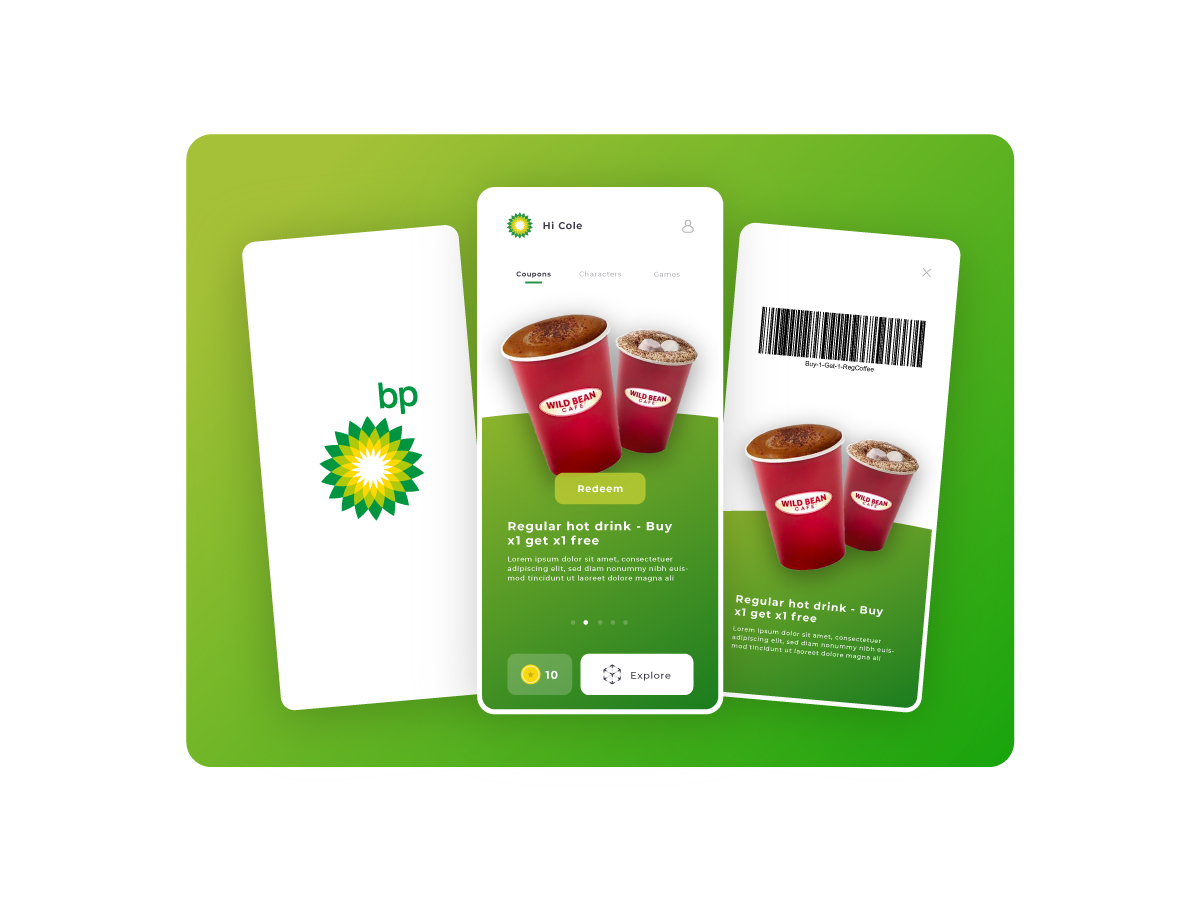 bp
Hi Cole
Coupons Characters Games
WILD BEAN
CAFE
WILD BEAN
CAFE
Redeem
Regular hot drink - Buy
x1 get x1 free
Lorem ipsum dolor sit amet, consectetuer
adipiscing elit, sed diam nonummy nibh euis-
mod tincidunt ut laoreet dolore magna ali
10
Explore
Buy-1-Get-1-RegCoffee
WILD BEAN
CAFE
WILD BEAN
CAFE
Regular hot drink - Buy
x1 get x1 free
Lorem ipsum dolor sit amet, consectetuer
adipiscing elit, sed diam nonummy nibh euis-
mod tincidunt ut laoreet dolore magna ali